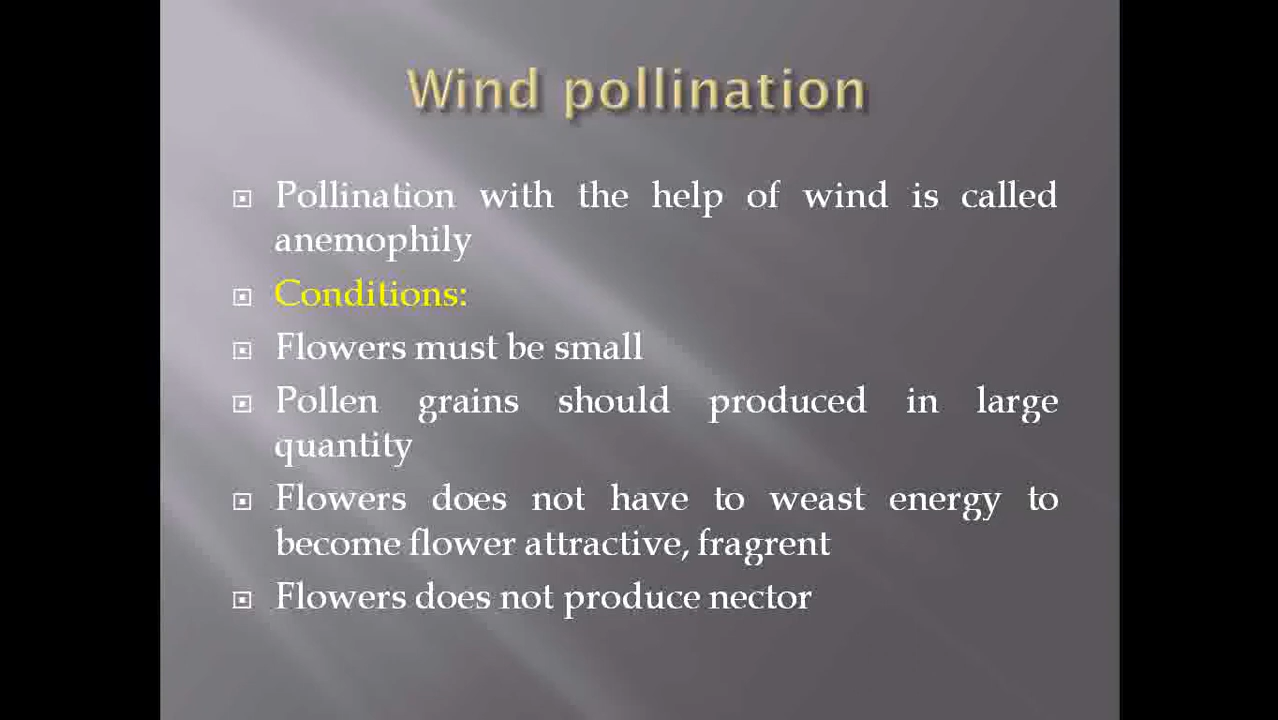 Wind pollination
Pollination with the help of wind is called
anemophily
Conditions:
Flowers must be small
Pollen grains should produced in large
quantity
Flowers does not have to weast energy to
become flower attractive, fragrent
Flowers does not produce nector